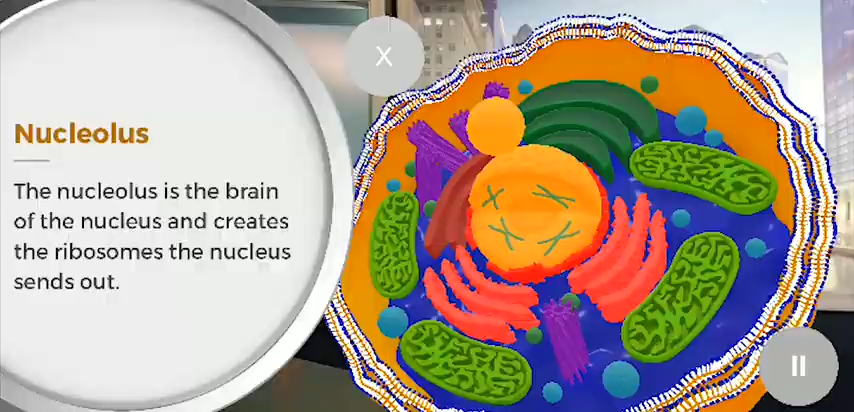 Nucleolus
The nucleolus is the brain
of the nucleus and creates
the ribosomes the nucleus
sends out.
X